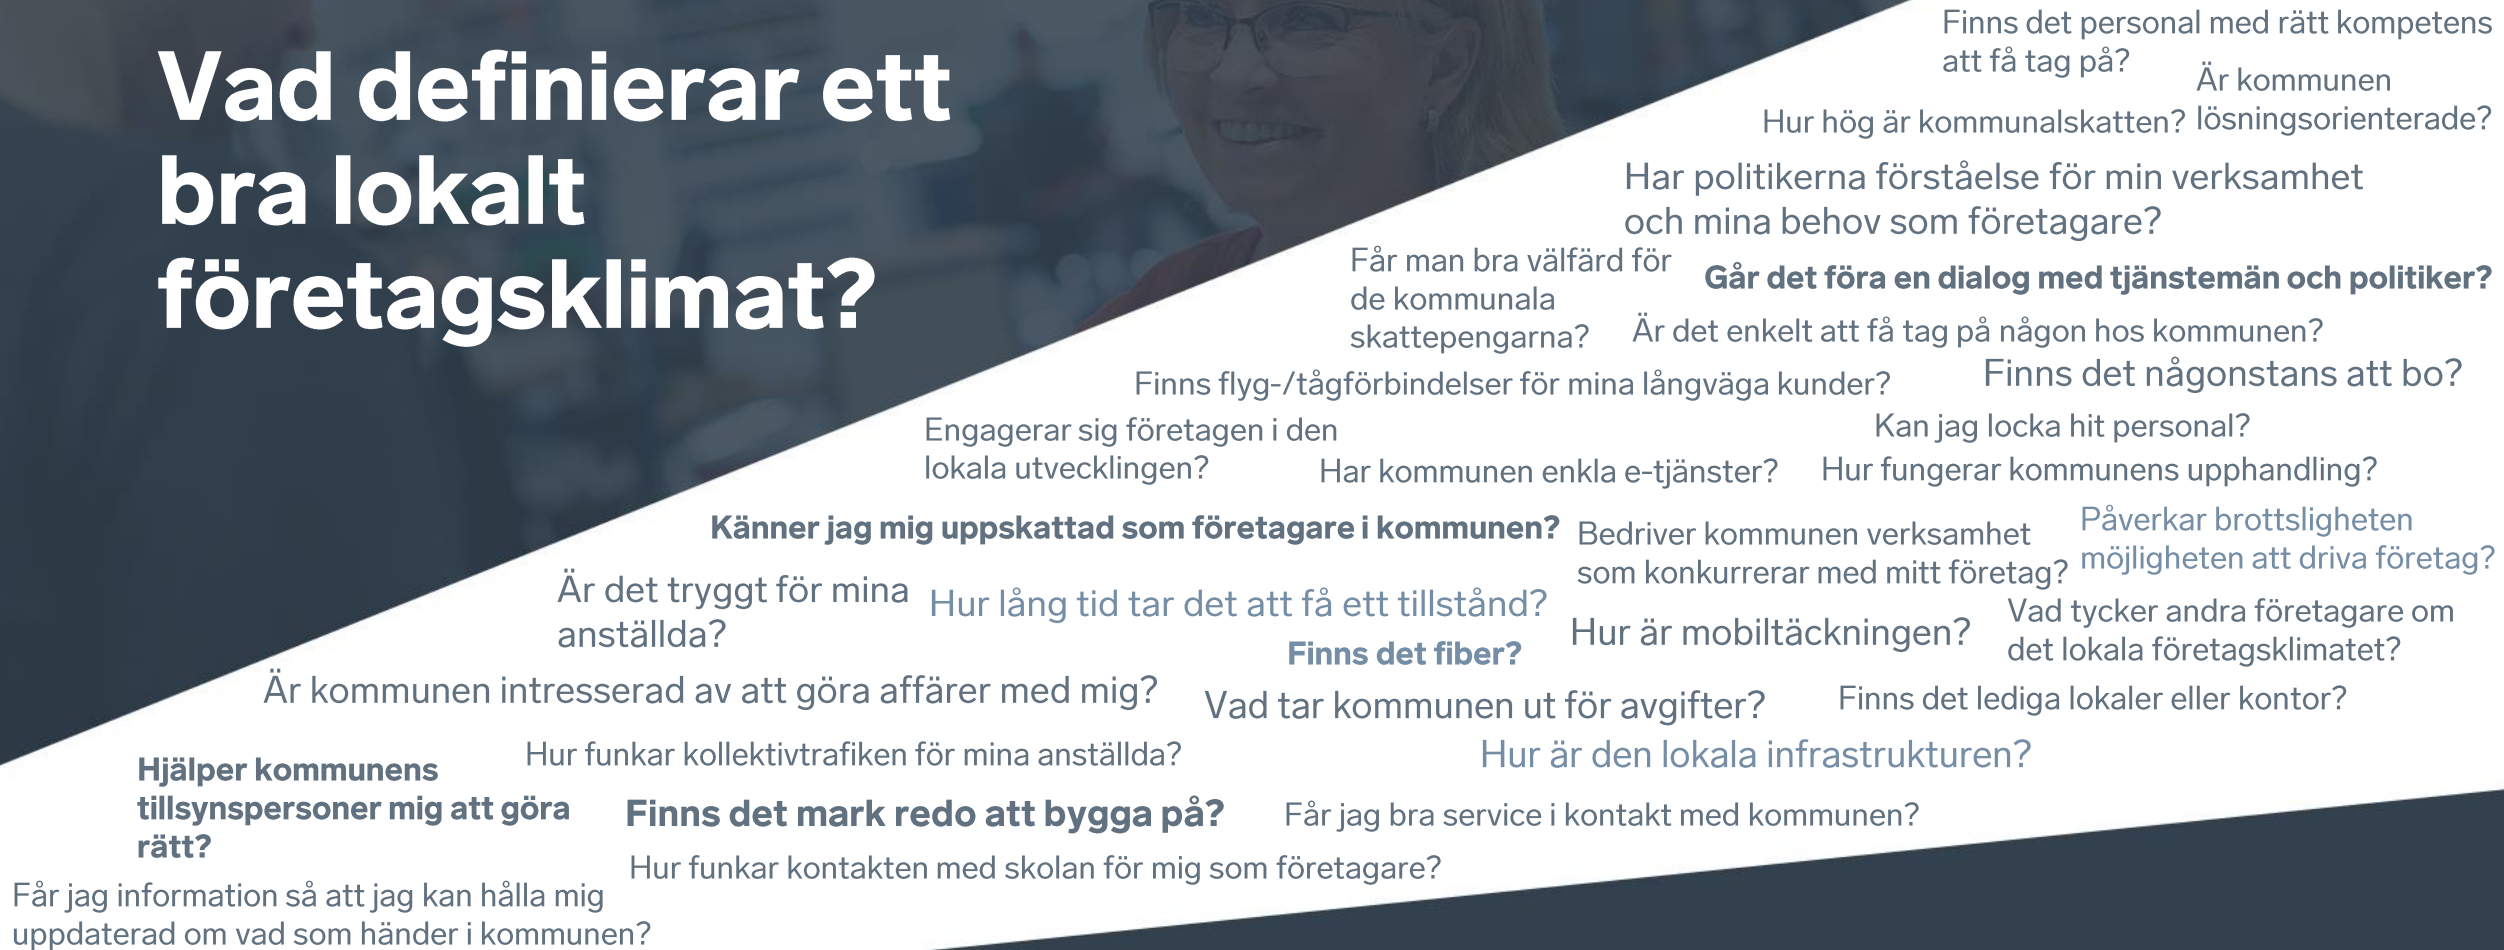 Vad definierar ett
bra lokalt
företagsklimat?
Finns det personal med rätt kompetens
att få tag på?
Är kommunen
lösningsorienterade?
Hur hög är kommunalskatten?
Har politikerna förståelse för min verksamhet
och mina behov som företagare?
Får man bra välfärd för
de kommunala
skattepengarna?
Går det föra en dialog med tjänstemän och politiker?
Är det enkelt att få tag på någon hos kommunen?
Finns det någonstans att bo?
Finns flyg-/tågförbindelser för mina långväga kunder?
Engagerar sig företagen i den
lokala utvecklingen?
Kan jag locka hit personal?
Har kommunen enkla e-tjänster?
Hur fungerar kommunens upphandling?
Känner jag mig uppskattad som företagare i kommunen?
Bedriver kommunen verksamhet
som konkurrerar med mitt företag?
Påverkar brottsligheten
möjligheten att driva företag?
Är det tryggt för mina
anställda?
Hur lång tid tar det att få ett tillstånd?
Finns det fiber?
Hur är mobiltäckningen?
Vad tycker andra företagare om
det lokala företagsklimatet?
Är kommunen intresserad av att göra affärer med mig?
Vad tar kommunen ut för avgifter?
Finns det lediga lokaler eller kontor?
Hjälper kommunens
tillsynspersoner mig att göra
rätt?
Hur funkar kollektivtrafiken för mina anställda?
Hur är den lokala infrastrukturen?
Finns det mark redo att bygga på?
Får jag bra service i kontakt med kommunen?
Hur funkar kontakten med skolan för mig som företagare?
Får jag information så att jag kan hålla mig
uppdaterad om vad som händer i kommunen?